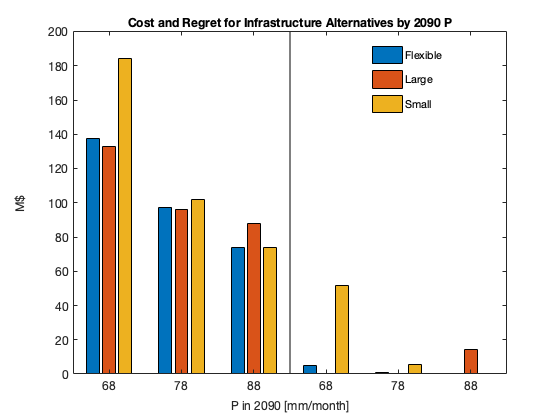 Cost and Regret for Infrastructure Alternatives by 2090 P
200
180
160
140
120
100
80
60
40
20
0
M$
Flexible
Large
Small
68 78 88 68 78 88
P in 2090 [mm/month]